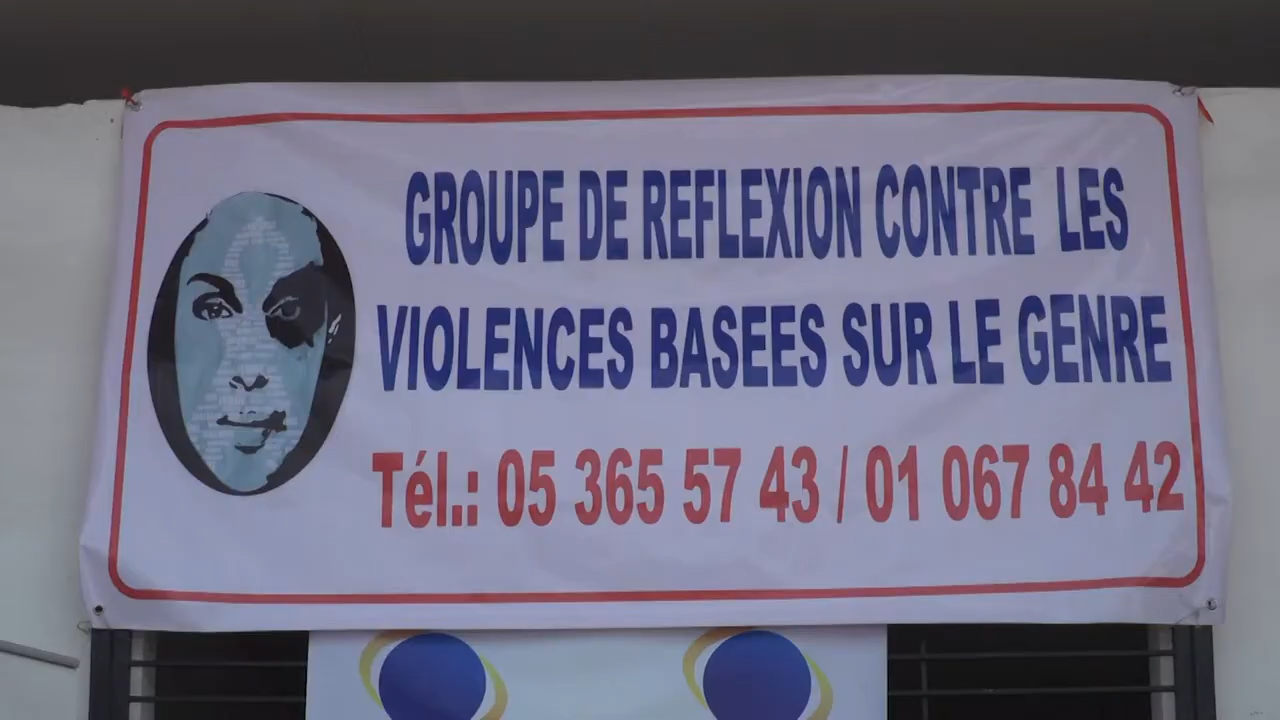 GROUPE DE REFLEXION CONTRE LES
VIOLENCES BASEES SUR LE GENRE
Tél.: 05 365 57 43 / 01 067 84 42